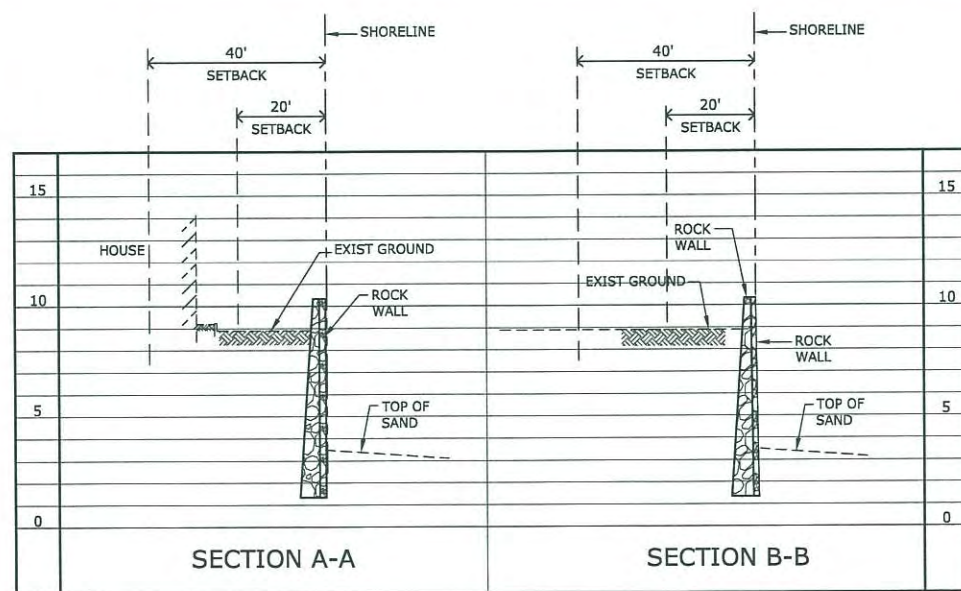 SHORELINE
40'
SETBACK
20'
SETBACK
SHORELINE
40'
SETBACK
20'
SETBACK
15
10
5
0
HOUSE
EXIST GROUND
ROCK
WALL
TOP OF
SAND
SECTION A-A
ROCK
WALL
EXIST GROUND
ROCK
WALL
TOP OF
SAND
SECTION B-B
15
10
5
0